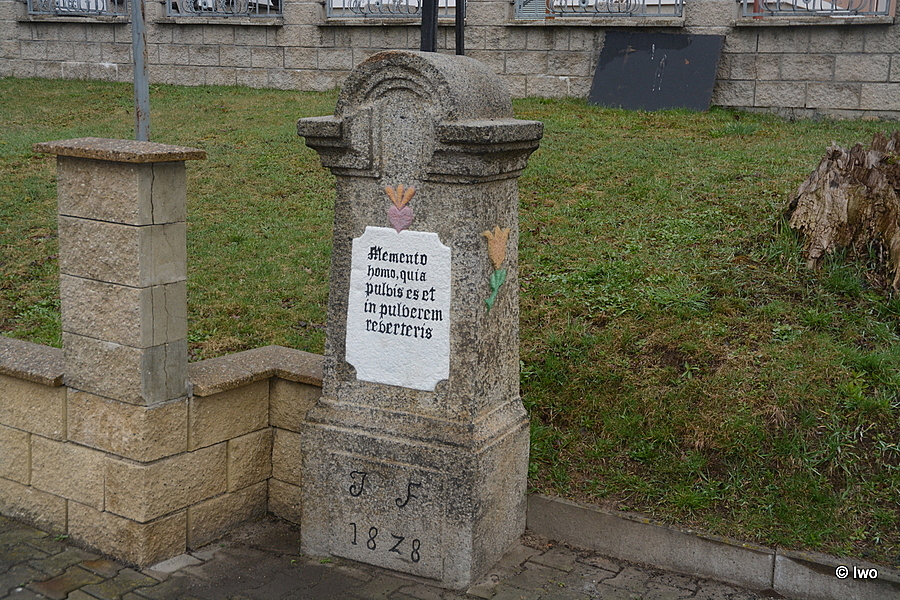 Memento
homo, quia
pulvis es et
in pulverem
reverteris
J F
1828
© Iwo